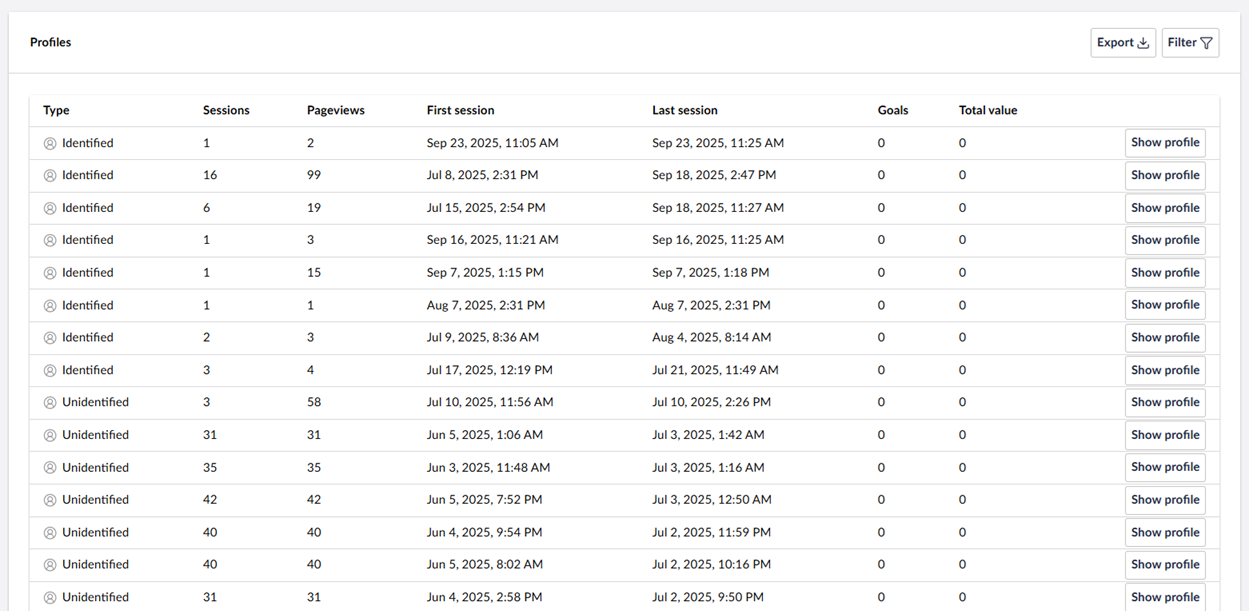 Profiles Export Filter
Type Sessions Pageviews First session Last session Goals Total value
Identified 1 2 Sep 23, 2025, 11:05 AM Sep 23, 2025, 11:25 AM 0 0 Show profile
Identified 16 99 Jul 8, 2025, 2:31 PM Sep 18, 2025, 2:47 PM 0 0 Show profile
Identified 6 19 Jul 15, 2025, 2:54 PM Sep 18, 2025, 11:27 AM 0 0 Show profile
Identified 1 3 Sep 16, 2025, 11:21 AM Sep 16, 2025, 11:25 AM 0 0 Show profile
Identified 1 15 Sep 7, 2025, 1:15 PM Sep 7, 2025, 1:18 PM 0 0 Show profile
Identified 1 1 Aug 7, 2025, 2:31 PM Aug 7, 2025, 2:31 PM 0 0 Show profile
Identified 2 3 Jul 9, 2025, 8:36 AM Aug 4, 2025, 8:14 AM 0 0 Show profile
Identified 3 4 Jul 17, 2025, 12:19 PM Jul 21, 2025, 11:49 AM 0 0 Show profile
Unidentified 3 58 Jul 10, 2025, 11:56 AM Jul 10, 2025, 2:26 PM 0 0 Show profile
Unidentified 31 31 Jun 5, 2025, 1:06 AM Jul 3, 2025, 1:42 AM 0 0 Show profile
Unidentified 35 35 Jun 3, 2025, 11:48 AM Jul 3, 2025, 1:16 AM 0 0 Show profile
Unidentified 42 42 Jun 5, 2025, 7:52 PM Jul 3, 2025, 12:50 AM 0 0 Show profile
Unidentified 40 40 Jun 4, 2025, 9:54 PM Jul 2, 2025, 11:59 PM 0 0 Show profile
Unidentified 40 40 Jun 5, 2025, 8:02 AM Jul 2, 2025, 10:16 PM 0 0 Show profile
Unidentified 31 31 Jun 4, 2025, 2:58 PM Jul 2, 2025, 9:50 PM 0 0 Show profile